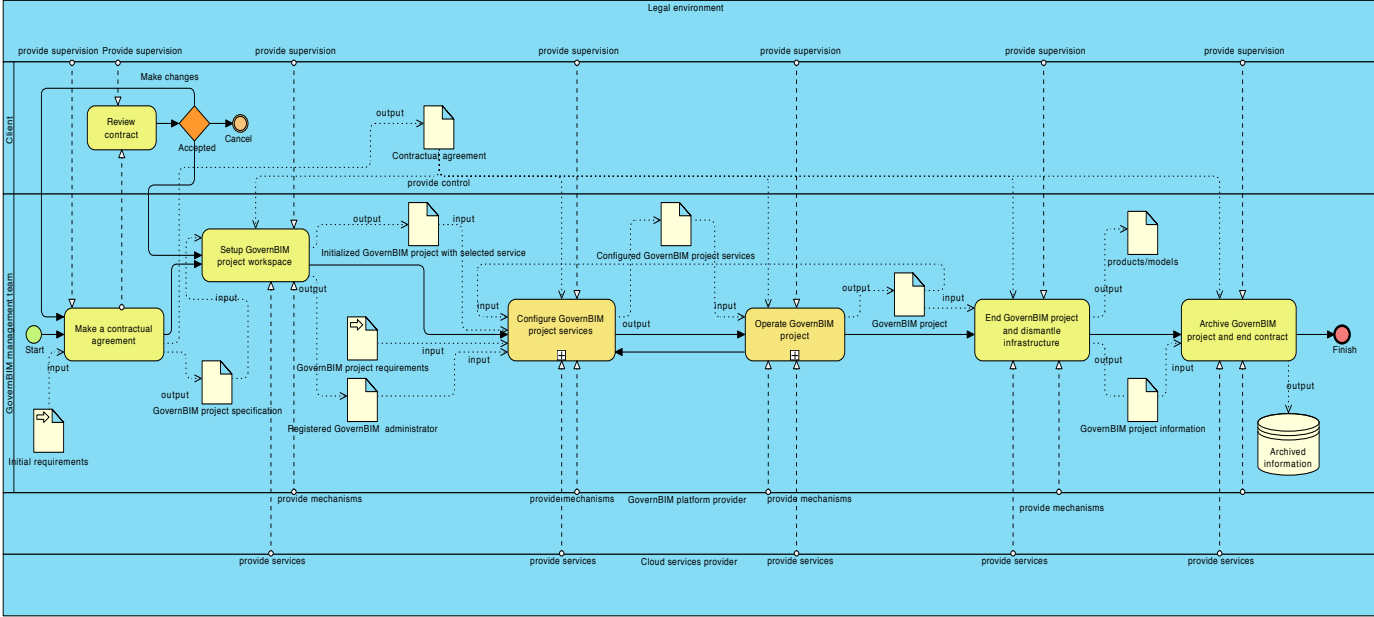 Legal environment
provide supervision
Provide supervision
provide supervision
provide supervision
provide supervision
provide supervision
provide supervision
Make changes
Client
Review
contract
Accepted
Cancel
output
Contractual agreement
provide control
GovernBIM management team
Setup GovernBIM
project workspace
output
input
Initialized GovernBIM project with selected service
Configured GovernBIM project services
products/models
input
output
output
output
input
input
input
input
output
Start
Make a contractual
agreement
Configure GovernBIM
project services
output
Operate GovernBIM
project
GovernBIM project
End GovernBIM project
and dismantle
infrastructure
Archive GovernBIM
project and end contract
Finish
input
input
input
input
GovernBIM project requirements
output
output
GovernBIM project specification
Registered GovernBIM administrator
GovernBIM project information
output
Initial requirements
Archived
information
provide mechanisms
provide mechanisms
GovernBIM platform provider
provide mechanisms
provide mechanisms
provide services
provide services
Cloud services provider
provide services
provide services
provide services